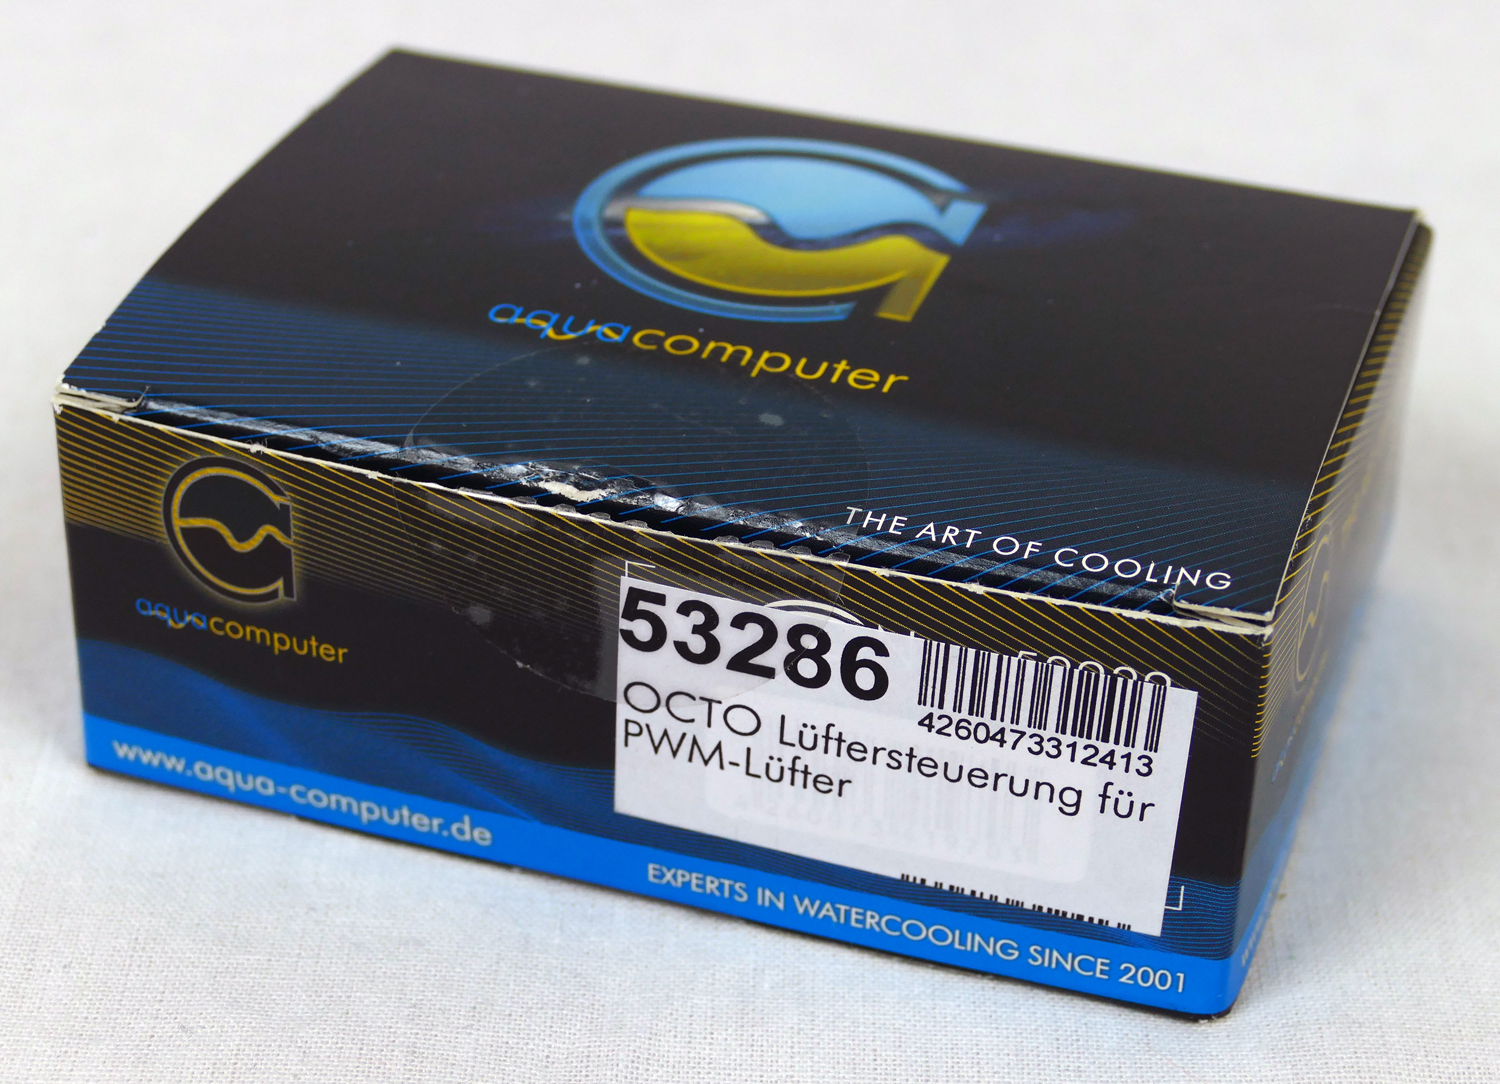 aquacomputer
THE ART OF COOLING
aquacomputer
53286
4260473312413
OCTO Lüftersteuerung für
PWM-Lüfter
www.aqua-computer.de
EXPERTS IN WATERCOOLING SINCE 2001